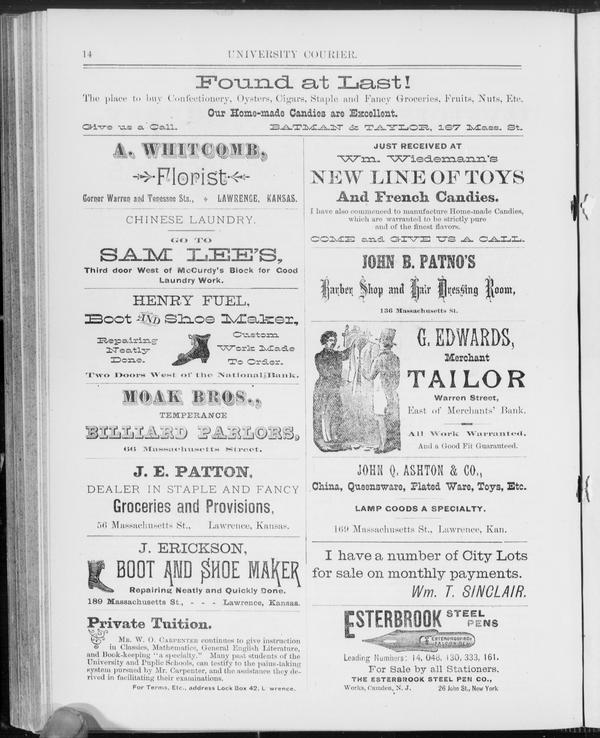 14
UNIVERSITY COURIER.
Found at Last!
The place to buy Confectionery, Oysters, Cigars, Staple and Fancy Groceries, Fruits, Nuts, Etc.
Our Home-made Candies are Excellent.
Give us a Call. BATMAN & TAYLOR, 167 Mass. St.
A. WHITCOMB,
Florist
Corner Warren and Tenessee Sts., LAWRENCE, KANSAS.
CHINESE LAUNDRY.
GO TO
SAM LEE'S,
Third door West of McCurdy's Block for Good
Laundry Work.
HENRY FUEL,
Boot AND Shoe Maker,
Repairing
Neatly
Done.
Custom
Work Made
To Order.
Two Doors West of the National Bank.
MOAK BROS.,
TEMPERANCE
BILLIARD PARLORS,
66 Massachusetts Street.
J. E. PATTON,
DEALER IN STAPLE AND FANCY
Groceries and Provisions,
56 Massachusetts St., Lawrence, Kansas.
J. ERICKSON,
BOOT AND SHOE MAKER
Repairing Neatly and Quickly Done.
189 Massachusetts St., - - - Lawrence, Kansas.
Private Tuition.
MR. W. O. CARPENTER continues to give instruction
in Classics, Mathematics, General English Literature,
and Book-keeping "a specialty." Many past students of the
University and Public Schools, can testify to the pains-taking
system pursued by Mr. Carpenter, and the assistance they de-
rived in facilitating their examinations.
For Terms, Etc., address Lock Box 42, L wrence.
JUST RECEIVED AT
Wm. Wiedemann's
NEW LINE OF TOYS
And French Candies.
I have also commenced to manufacture Home-made Candies,
which are warranted to be strictly pure
and of the finest flavors.
COME and GIVE US A CALL.
JOHN B. PATNO'S
Barber Shop and Hair Dressing Room,
136 Massachusetts St.
G. EDWARDS,
Merchant
TAILOR
Warren Street,
East of Merchants' Bank.
All Work Warranted.
And a Good Fit Guaranteed.
JOHN Q. ASHTON & CO.,
China, Queensware, Plated Ware, Toys, Etc.
LAMP GOODS A SPECIALTY.
169 Massachusetts St., Lawrence, Kan.
I have a number of City Lots
for sale on monthly payments.
Wm. T. SINCLAIR.
ESTERBROOK STEEL
PENS
Leading Numbers: 14, 048, 130, 333, 161.
For Sale by all Stationers.
THE ESTERBROOK STEEL PEN CO.,
Works, Camden, N. J. 26 John St., New York